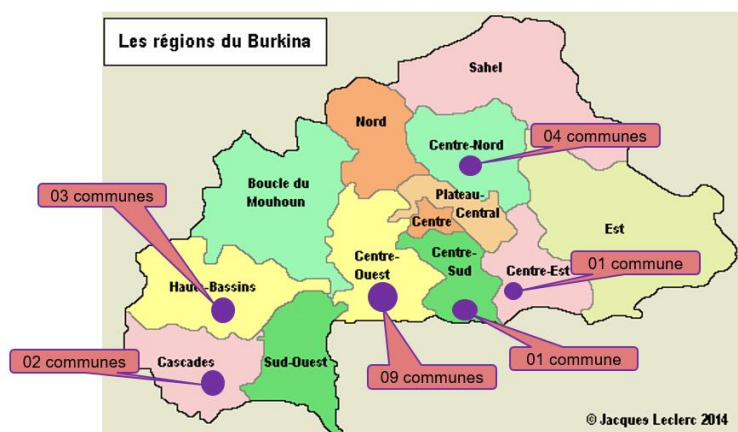 Les régions du Burkina
Sahel
Nord
04 communes
Centre-Nord
Boucle du
Mouhoun
03 communes
Plateau-
Central
Centre
Est
Centre-
Ouest
Centre-
Sud
Centre-Est
01 commune
Hauts-Bassins
02 communes
Cascades
Sud-Ouest
09 communes
01 commune
© Jacques Leclerc 2014